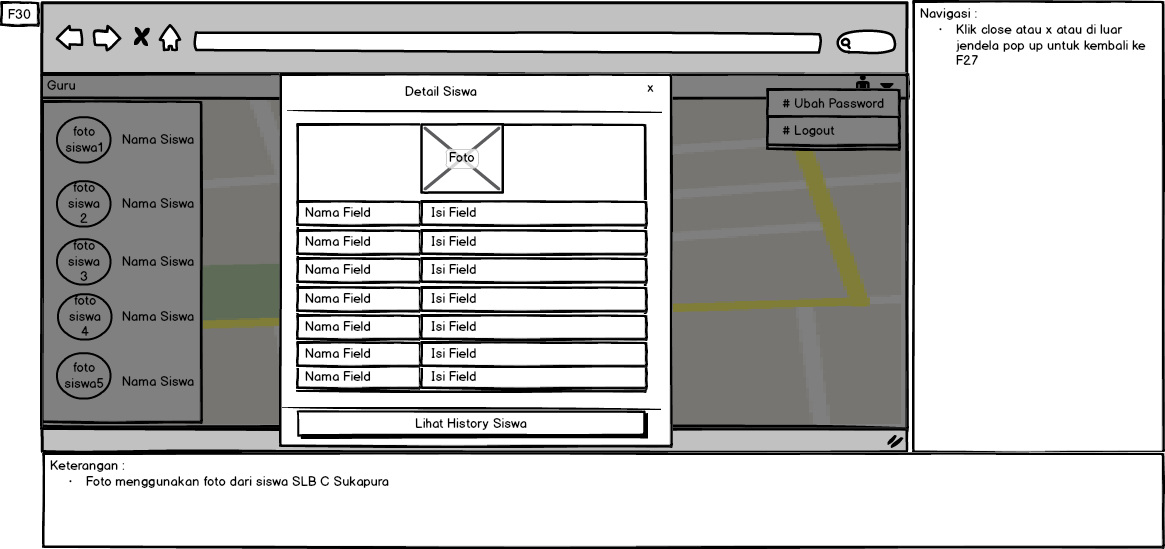 F30
Navigasi :
· Klik close atau x atau di luar
jendela pop up untuk kembali ke
F27
Guru
foto
siswa1
Nama Siswa
foto
siswa
2
Nama Siswa
foto
siswa
3
Nama Siswa
foto
siswa
4
Nama Siswa
foto
siswa5
Nama Siswa
Detail Siswa
x
Foto
Nama Field Isi Field
Nama Field Isi Field
Nama Field Isi Field
Nama Field Isi Field
Nama Field Isi Field
Nama Field Isi Field
Nama Field Isi Field
Lihat History Siswa
# Ubah Password
# Logout
Keterangan :
· Foto menggunakan foto dari siswa SLB C Sukapura